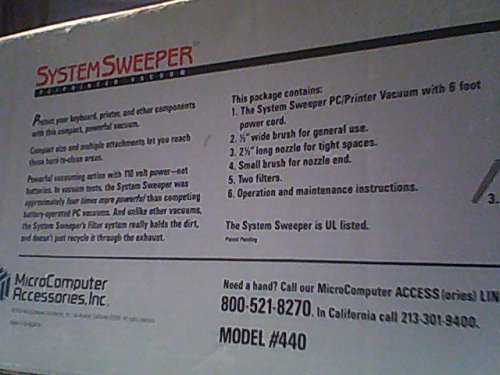 SYSTEMSWEEPER™
PC/PRINTER VACUUM
Protect your keyboard, printer, and other components
with this compact, powerful vacuum.
Compact size and multiple attachments let you reach
those hard-to-clean areas.
Powerful vacuuming action with 110 volt power—not
batteries. In vacuum tests, the System Sweeper was
approximately four times more powerful than competing
battery-operated PC vacuums. And unlike other vacuums,
the System Sweeper's filter system really holds the dirt,
and doesn't just recycle it through the exhaust.
This package contains:
1. The System Sweeper PC/Printer Vacuum with 6 foot
power cord.
2. ½" wide brush for general use.
3. 2½" long nozzle for tight spaces.
4. Small brush for nozzle end.
5. Two filters.
6. Operation and maintenance instructions.
The System Sweeper is UL listed.
Patent Pending
3.
MicroComputer
Accessories, Inc.
Need a hand? Call our MicroComputer ACCESS (ories) LIN
800-521-8270. In California call 213-301-9400.
MODEL #440